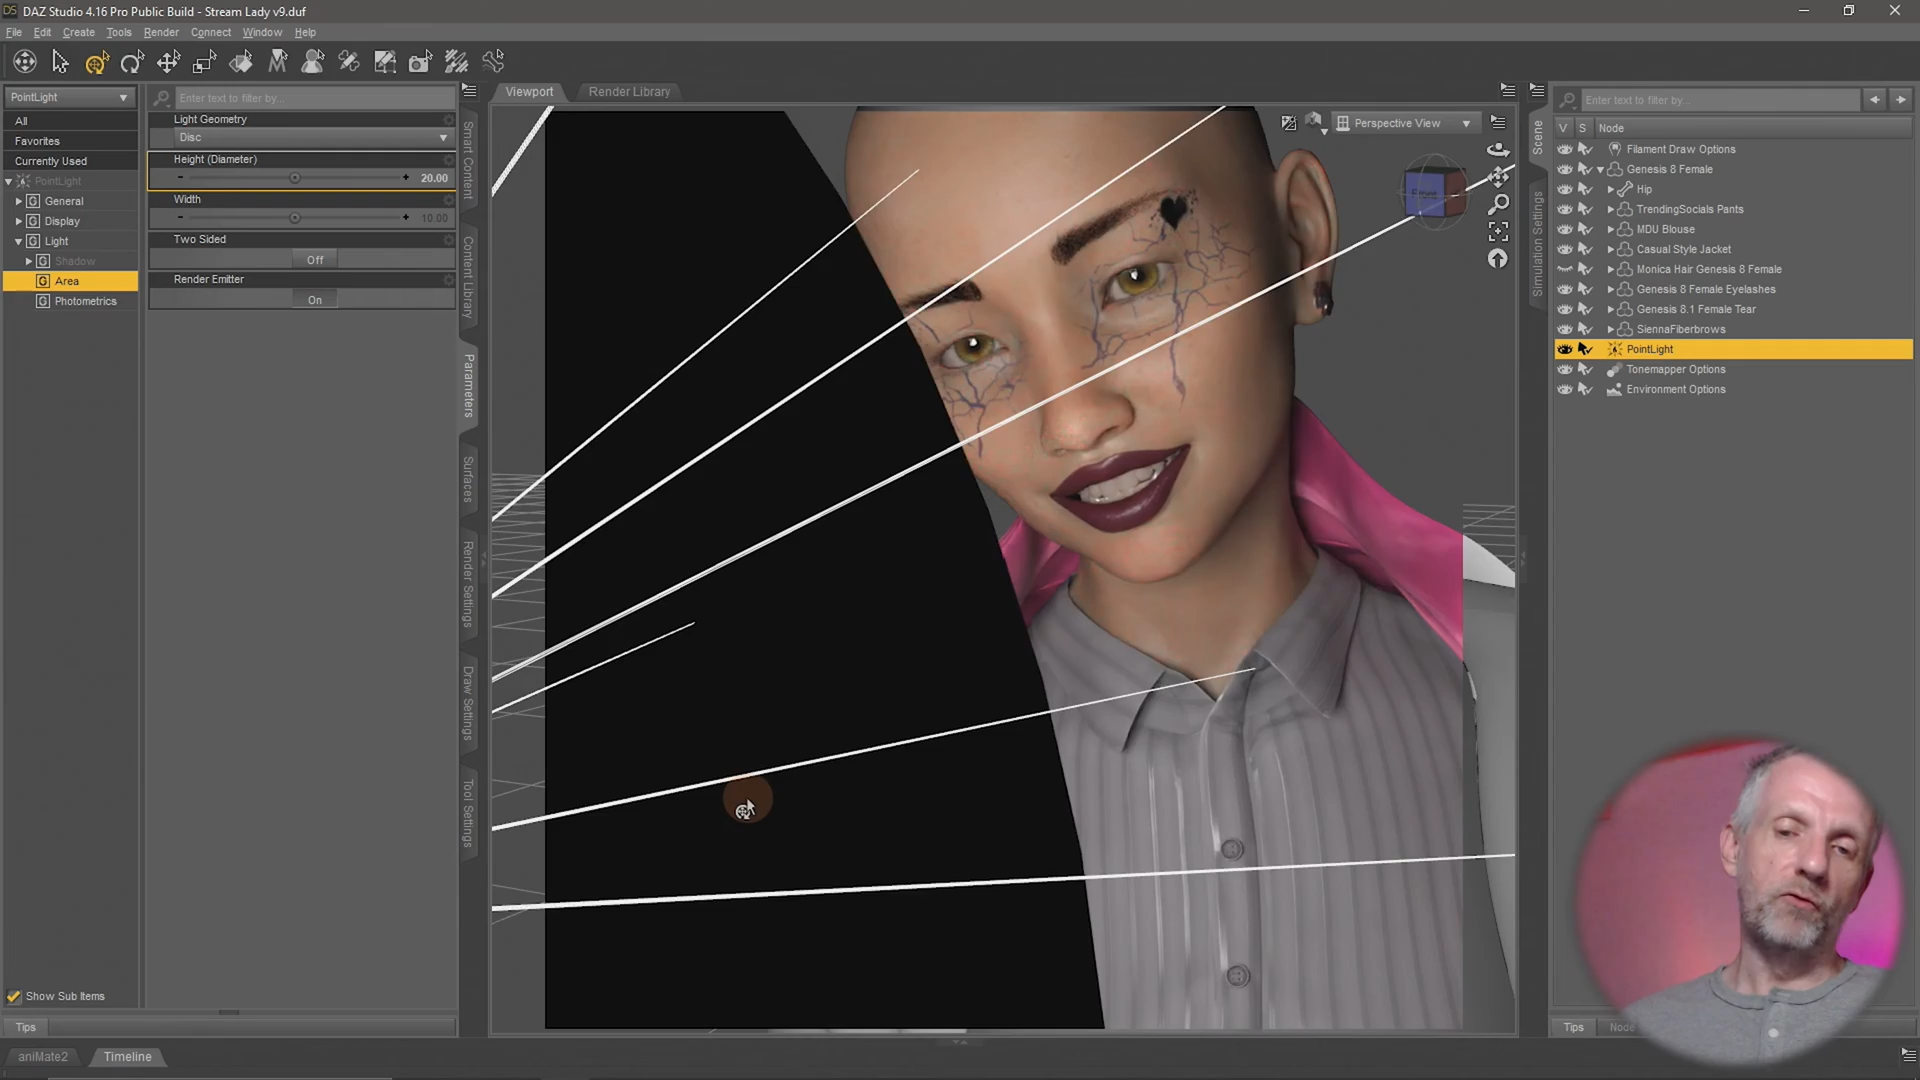 DS DAZ Studio 4.16 Pro Public Build - Stream Lady v9.duf
File Edit Create Tools Render Connect Window Help
PointLight
All
Favorites
Currently Used
PointLight
General
Display
Light
Shadow
Area
Photometrics
Show Sub Items
Tips
Enter text to filter by...
Light Geometry
Disc
Height (Diameter)
- + 20.00
Width
- + 10.00
Two Sided
Off
Render Emitter
On
Smart Content
Content Library
Parameters
Surfaces
Render Settings
Draw Settings
Tool Settings
Viewport Render Library
Perspective View
Scene
Simulation Settings
Enter text to filter by...
V S Node
Filament Draw Options
Genesis 8 Female
Hip
TrendingSocials Pants
MDU Blouse
Casual Style Jacket
Monica Hair Genesis 8 Female
Genesis 8 Female Eyelashes
Genesis 8.1 Female Tear
SiennaFiberbrows
PointLight
Tonemapper Options
Environment Options
Tips Node
aniMate2 Timeline